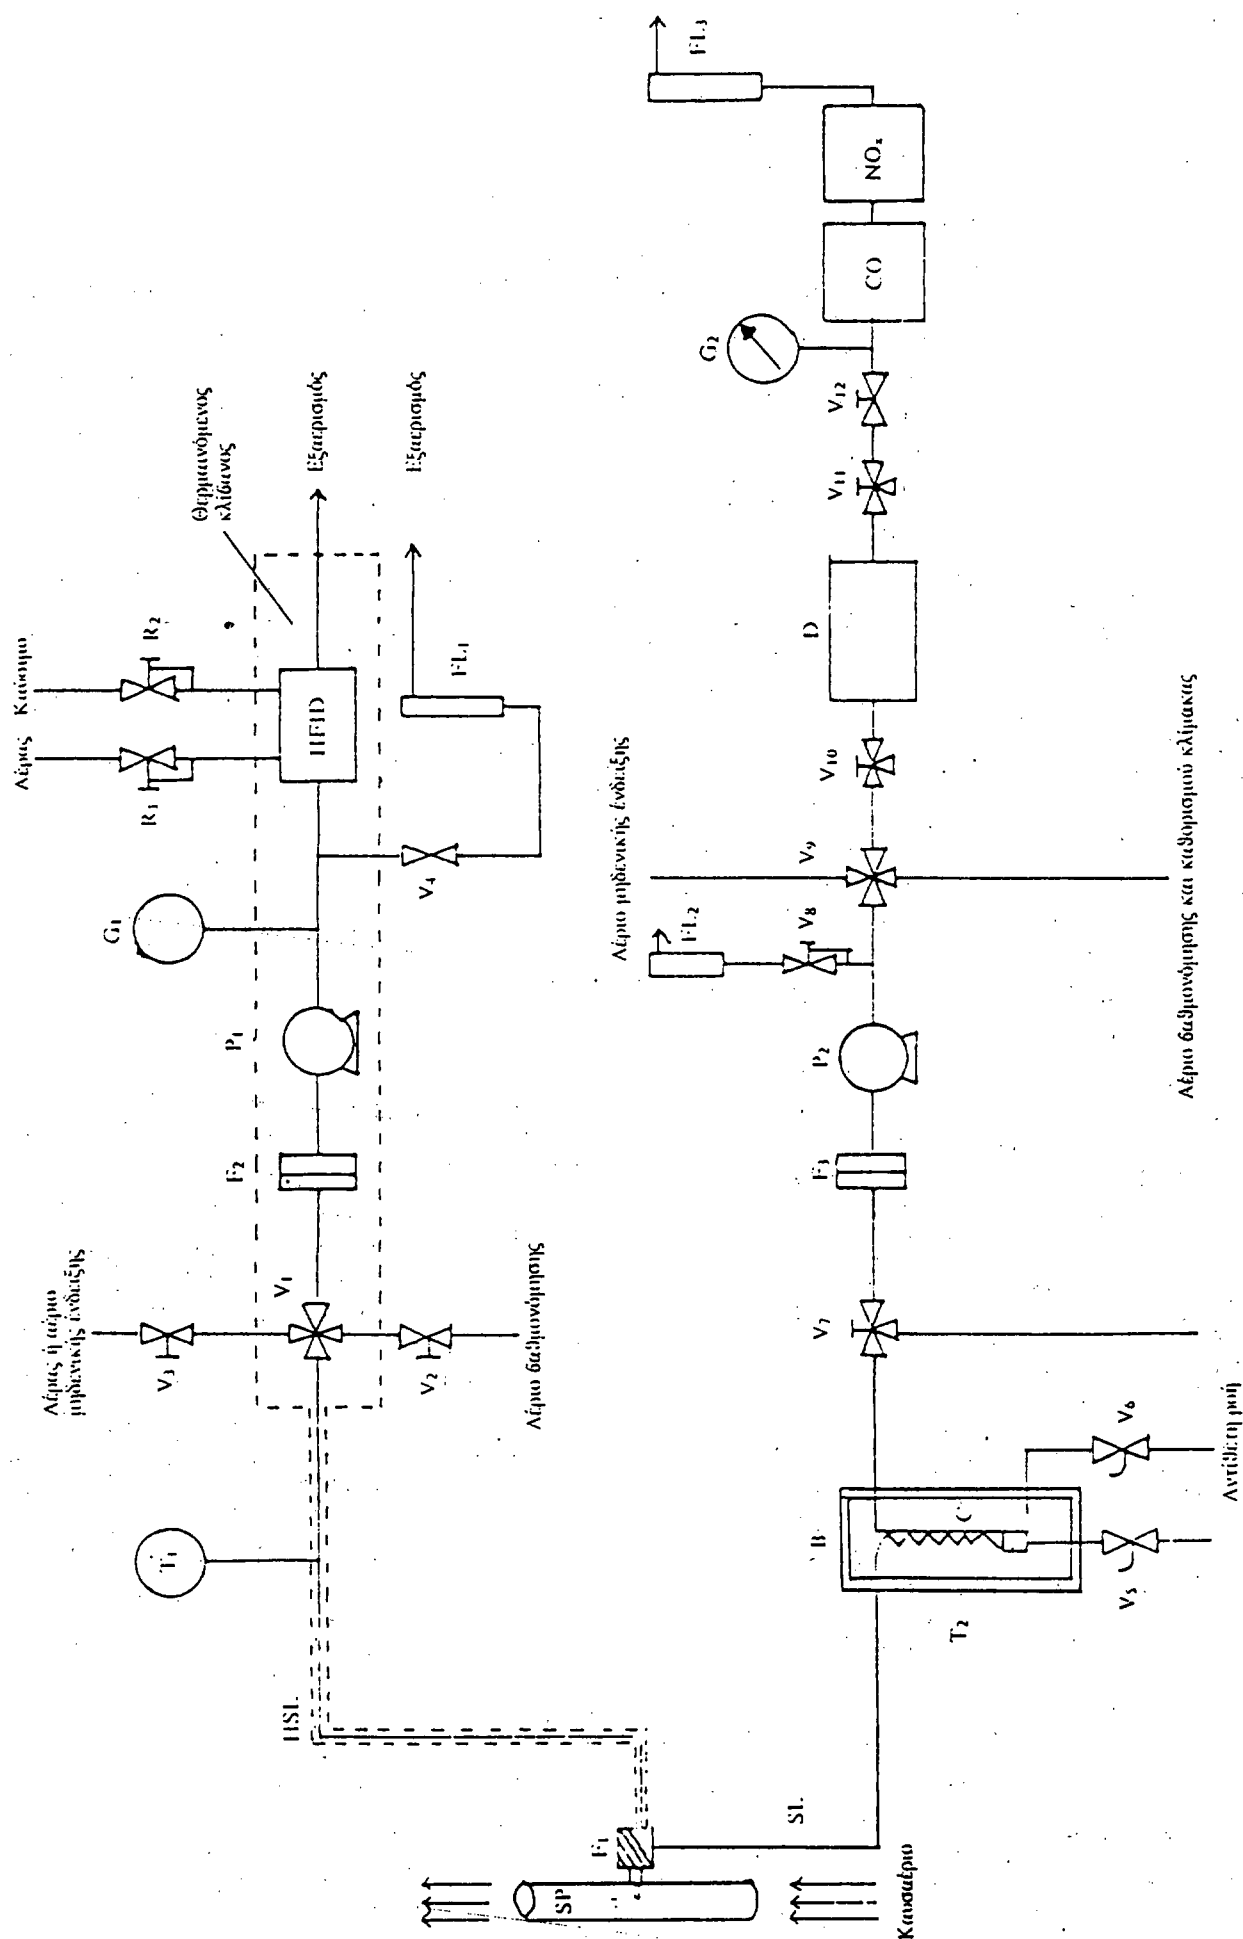 Καυσαέριο
SP
F₁
SL
HSL
T₁
Αέρας ή αέριο
μηδενικής ένδειξης
V₃
V₁
V₂
Αέριο βαθμονόμησης
F₂
P₁
G₁
V₄
FL₁
Αέρας
R₁
Καύσιμο
R₂
HFID
Θερμαινόμενος
κλίβανος
Εξαερισμός
Εξαερισμός
T₂
B
C
V₅
V₆
Αντίθετη ροή
V₇
F₃
P₂
FL₂
V₈
Αέριο μηδενικής ένδειξης
V₉
Αέριο βαθμονόμησης και καθορισμού κλίμακας
V₁₀
D
V₁₁
V₁₂
G₂
CO
NOₓ
FL₃